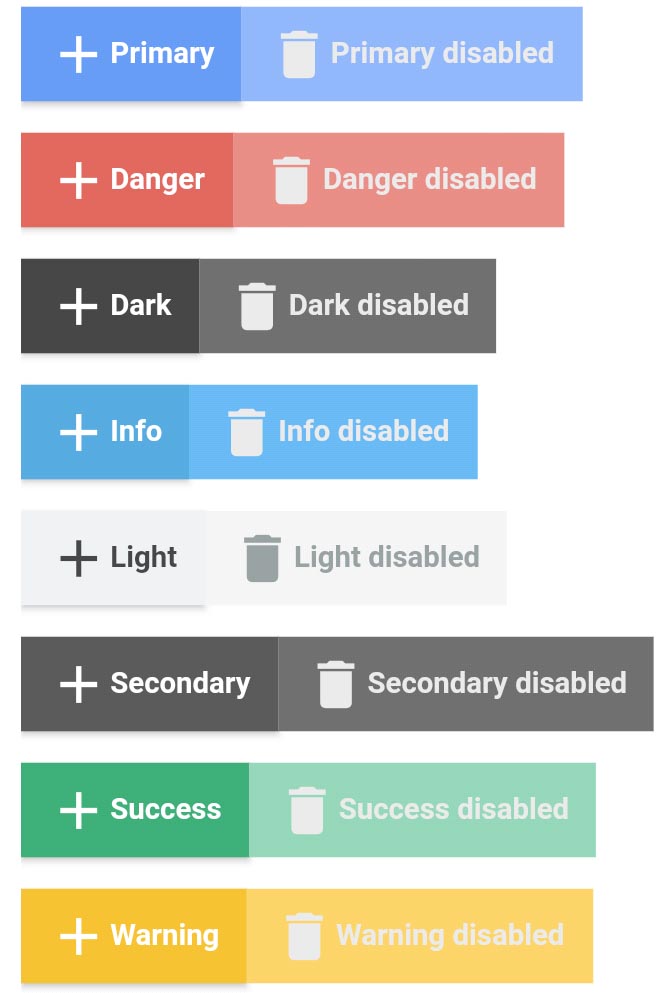 Primary Primary disabled
Danger Danger disabled
Dark Dark disabled
Info Info disabled
Light Light disabled
Secondary Secondary disabled
Success Success disabled
Warning Warning disabled